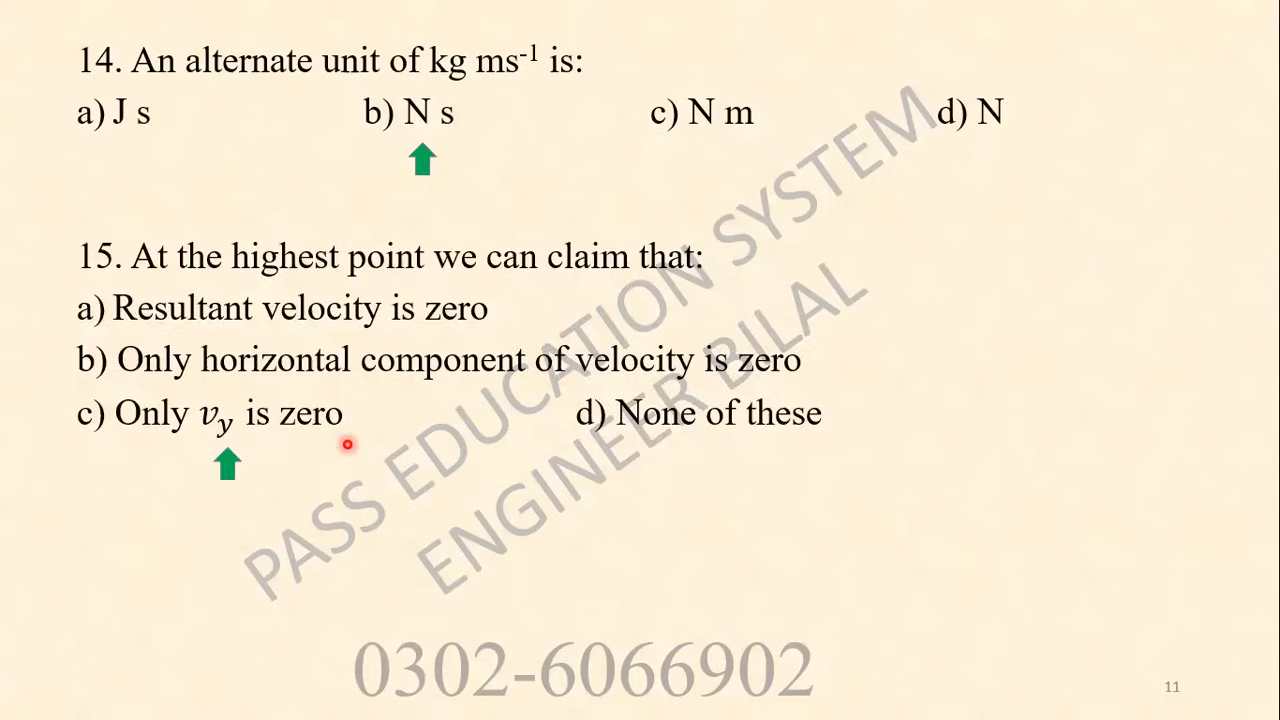 14. An alternate unit of kg ms⁻¹ is:
a) J s b) N s c) N m d) N
15. At the highest point we can claim that:
a) Resultant velocity is zero
b) Only horizontal component of velocity is zero
c) Only v_y is zero d) None of these
PASS EDUCATION SYSTEM
ENGINEER BILAL
0302-6066902
11